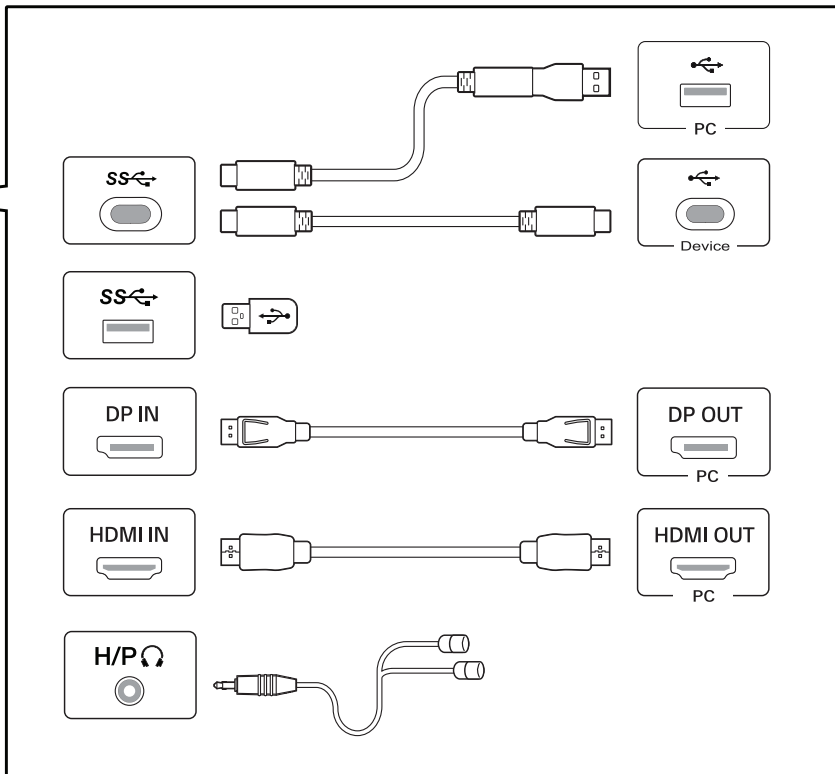 PC
SS
Device
SS
DP IN
DP OUT
PC
HDMI IN
HDMI OUT
PC
H/P